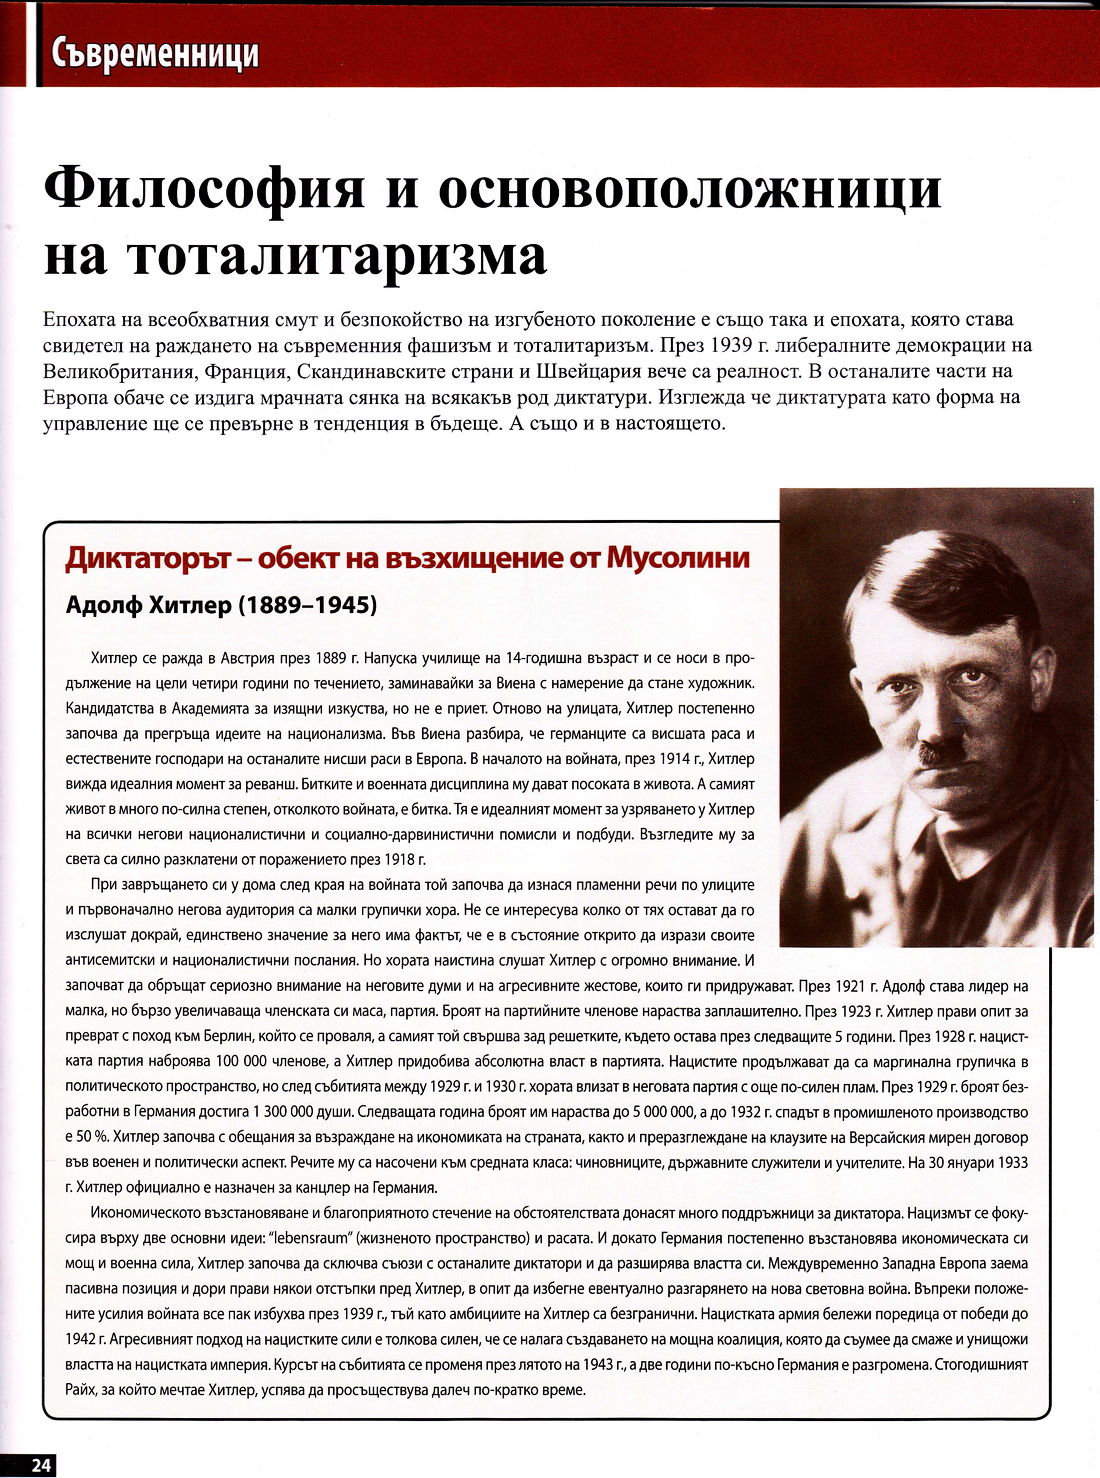 Съвременници
Философия и основоположници
на тоталитаризма
Епохата на всеобхватния смут и безпокойство на изгубеното поколение е също така и епохата, която става
свидетел на раждането на съвременния фашизъм и тоталитаризъм. През 1939 г. либералните демокрации на
Великобритания, Франция, Скандинавските страни и Швейцария вече са реалност. В останалите части на
Европа обаче се издига мрачната сянка на всякакъв род диктатури. Изглежда че диктатурата като форма на
управление ще се превърне в тенденция в бъдеще. А също и в настоящето.
Диктаторът – обект на възхищение от Мусолини
Адолф Хитлер (1889–1945)
Хитлер се ражда в Австрия през 1889 г. Напуска училище на 14-годишна възраст и се носи в про-
дължение на цели четири години по течението, заминавайки за Виена с намерение да стане художник.
Кандидатства в Академията за изящни изкуства, но не е приет. Отново на улицата, Хитлер постепенно
започва да прегръща идеите на национализма. Във Виена разбира, че германците са висшата раса и
естествените господари на останалите нисши раси в Европа. В началото на войната, през 1914 г., Хитлер
вижда идеалния момент за реванш. Битките и военната дисциплина му дават посоката в живота. А самият
живот в много по-силна степен, отколкото войната, е битка. Тя е идеалният момент за узряването у Хитлер
на всички негови националистични и социално-дарвинистични помисли и подбуди. Възгледите му за
света са силно разклатени от поражението през 1918 г.
При завръщането си у дома след края на войната той започва да изнася пламенни речи по улиците
и първоначално негова аудитория са малки групички хора. Не се интересува колко от тях остават да го
изслушат докрай, единствено значение за него има фактът, че е в състояние открито да изрази своите
антисемитски и националистични послания. Но хората наистина слушат Хитлер с огромно внимание. И
започват да обръщат сериозно внимание на неговите думи и на агресивните жестове, които ги придружават. През 1921 г. Адолф става лидер на
малка, но бързо увеличаваща членската си маса, партия. Броят на партийните членове нараства заплашително. През 1923 г. Хитлер прави опит за
преврат с поход към Берлин, който се проваля, а самият той свършва зад решетките, където остава през следващите 5 години. През 1928 г. нацист-
ката партия наброява 100 000 членове, а Хитлер придобива абсолютна власт в партията. Нацистите продължават да са маргинална групичка в
политическото пространство, но след събитията между 1929 г. и 1930 г. хората влизат в неговата партия с още по-силен плам. През 1929 г. броят без-
работни в Германия достига 1 300 000 души. Следващата година броят им нараства до 5 000 000, а до 1932 г. спадът в промишленото производство
е 50 %. Хитлер започва с обещания за възраждане на икономиката на страната, както и преразглеждане на клаузите на Версайския мирен договор
във военен и политически аспект. Речите му са насочени към средната класа: чиновниците, държавните служители и учителите. На 30 януари 1933
г. Хитлер официално е назначен за канцлер на Германия.
Икономическото възстановяване и благоприятното стечение на обстоятелствата донасят много поддръжници за диктатора. Нацизмът се фоку-
сира върху две основни идеи: "lebensraum" (жизненото пространство) и расата. И докато Германия постепенно възстановява икономическата си
мощ и военна сила, Хитлер започва да сключва съюзи с останалите диктатори и да разширява властта си. Междувременно Западна Европа заема
пасивна позиция и дори прави някои отстъпки пред Хитлер, в опит да избегне евентуално разгарянето на нова световна война. Въпреки положе-
ните усилия войната все пак избухва през 1939 г., тъй като амбициите на Хитлер са безгранични. Нацистката армия бележи поредица от победи до
1942 г. Агресивният подход на нацистките сили е толкова силен, че се налага създаването на мощна коалиция, която да съумее да смаже и унищожи
властта на нацистката империя. Курсът на събитията се променя през лятото на 1943 г., а две години по-късно Германия е разгромена. Стогодишният
Райх, за който мечтае Хитлер, успява да просъществува далеч по-кратко време.
24